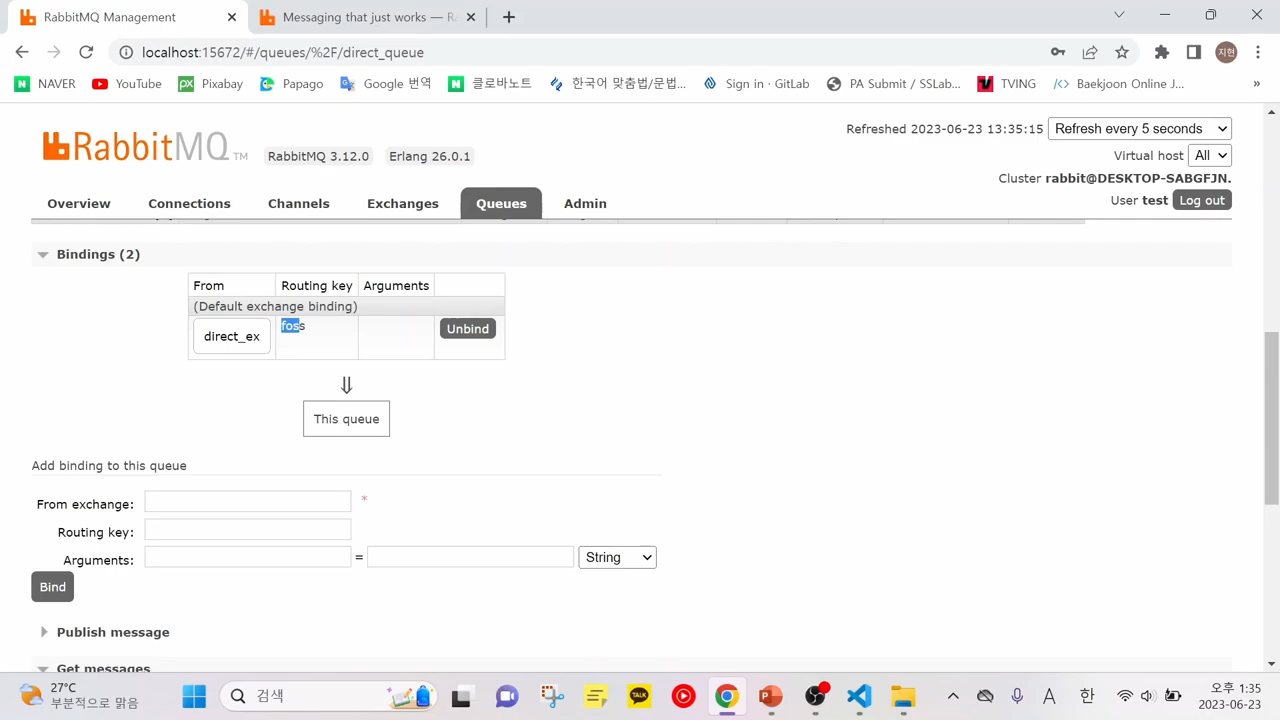 RabbitMQ Management
Messaging that just works — Ra
localhost:15672/#/queues/%2F/direct_queue
지현
NAVER
YouTube
px Pixabay
Papago
Google 번역
클로바노트
한국어 맞춤법/문법...
Sign in · GitLab
PA Submit / SSLab...
TVING
Baekjoon Online J...
»
RabbitMQ TM
RabbitMQ 3.12.0
Erlang 26.0.1
Refreshed 2023-06-23 13:35:15
Refresh every 5 seconds
Virtual host All
Cluster rabbit@DESKTOP-SABGFJN.
User test Log out
Overview
Connections
Channels
Exchanges
Queues
Admin
Bindings (2)
From Routing key Arguments
(Default exchange binding)
direct_ex foss Unbind
⇓
This queue
Add binding to this queue
From exchange: *
Routing key:
Arguments: = String
Bind
Publish message
Get messages
27°C
부분적으로 맑음
검색
TALK
A
한
오후 1:35
2023-06-23